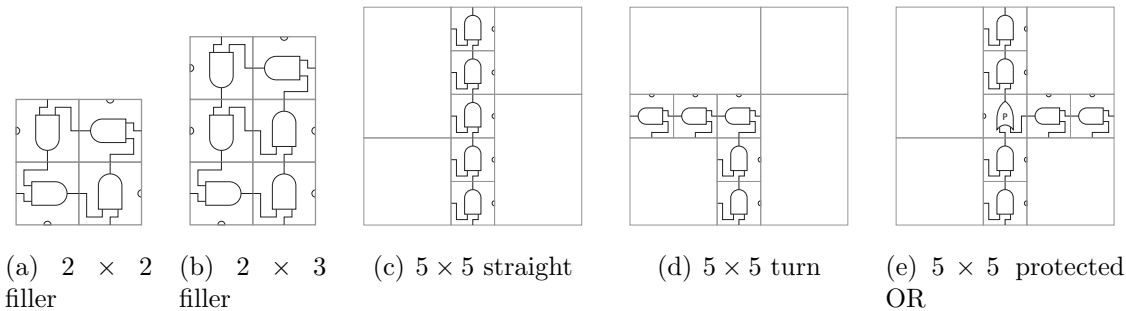 P
(a) 2 × 2
filler
(b) 2 × 3
filler
(c) 5 × 5 straight
(d) 5 × 5 turn
(e) 5 × 5 protected
OR